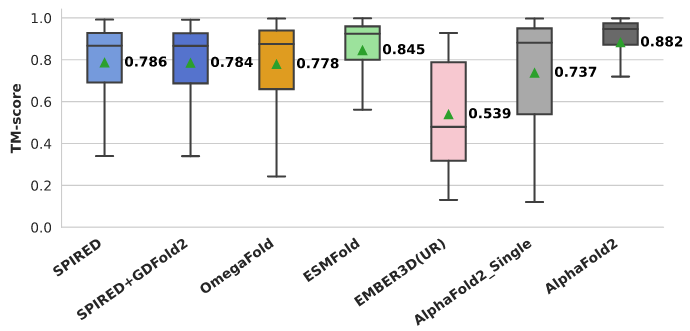 TM-score
1.0
0.8
0.6
0.4
0.2
0.0
0.786
0.784
0.778
0.845
0.539
0.737
0.882
SPIRED
SPIRED+GDFold2
OmegaFold
ESMFold
EMBER3D(UR)
AlphaFold2_Single
AlphaFold2